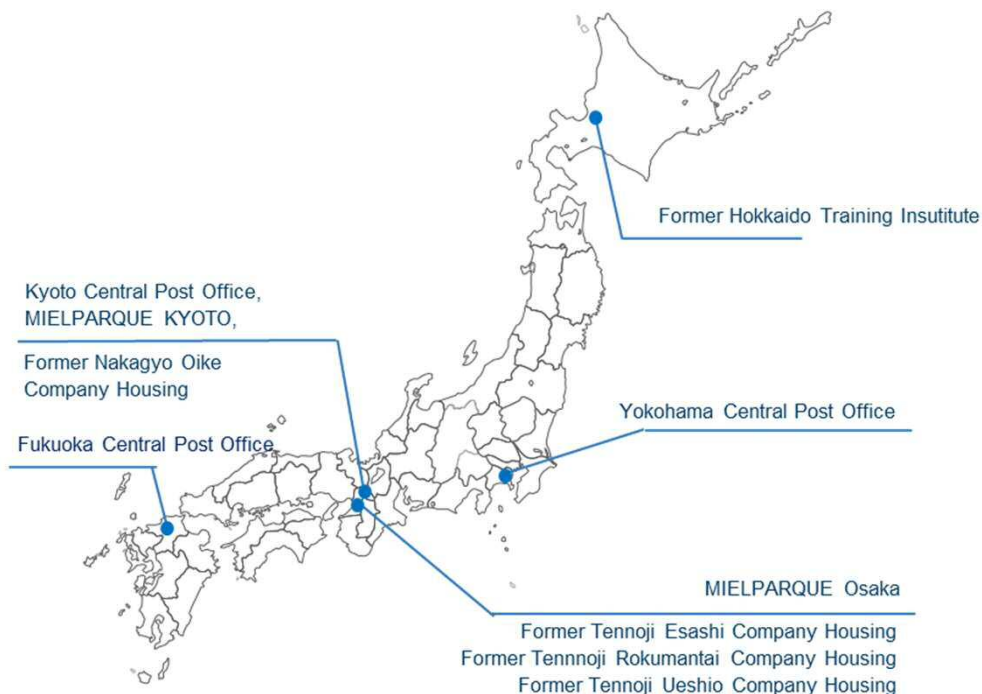 Former Hokkaido Training Insutitute
Kyoto Central Post Office,
MIELPARQUE KYOTO,
Former Nakagyo Oike
Company Housing
Yokohama Central Post Office
Fukuoka Central Post Office
MIELPARQUE Osaka
Former Tennoji Esashi Company Housing
Former Tennnoji Rokumantai Company Housing
Former Tennoji Ueshio Company Housing